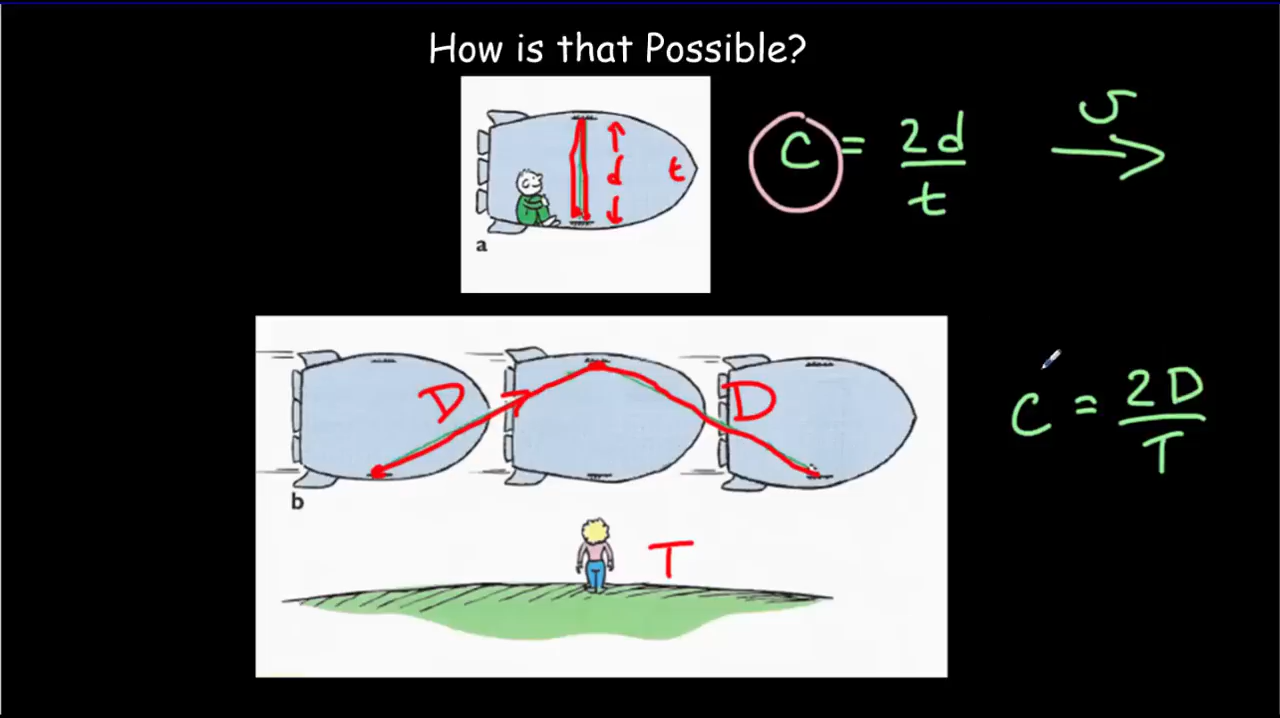 How is that Possible?
d
t
a
C = 2d / t
v
D
D
C = 2D / T
b
T